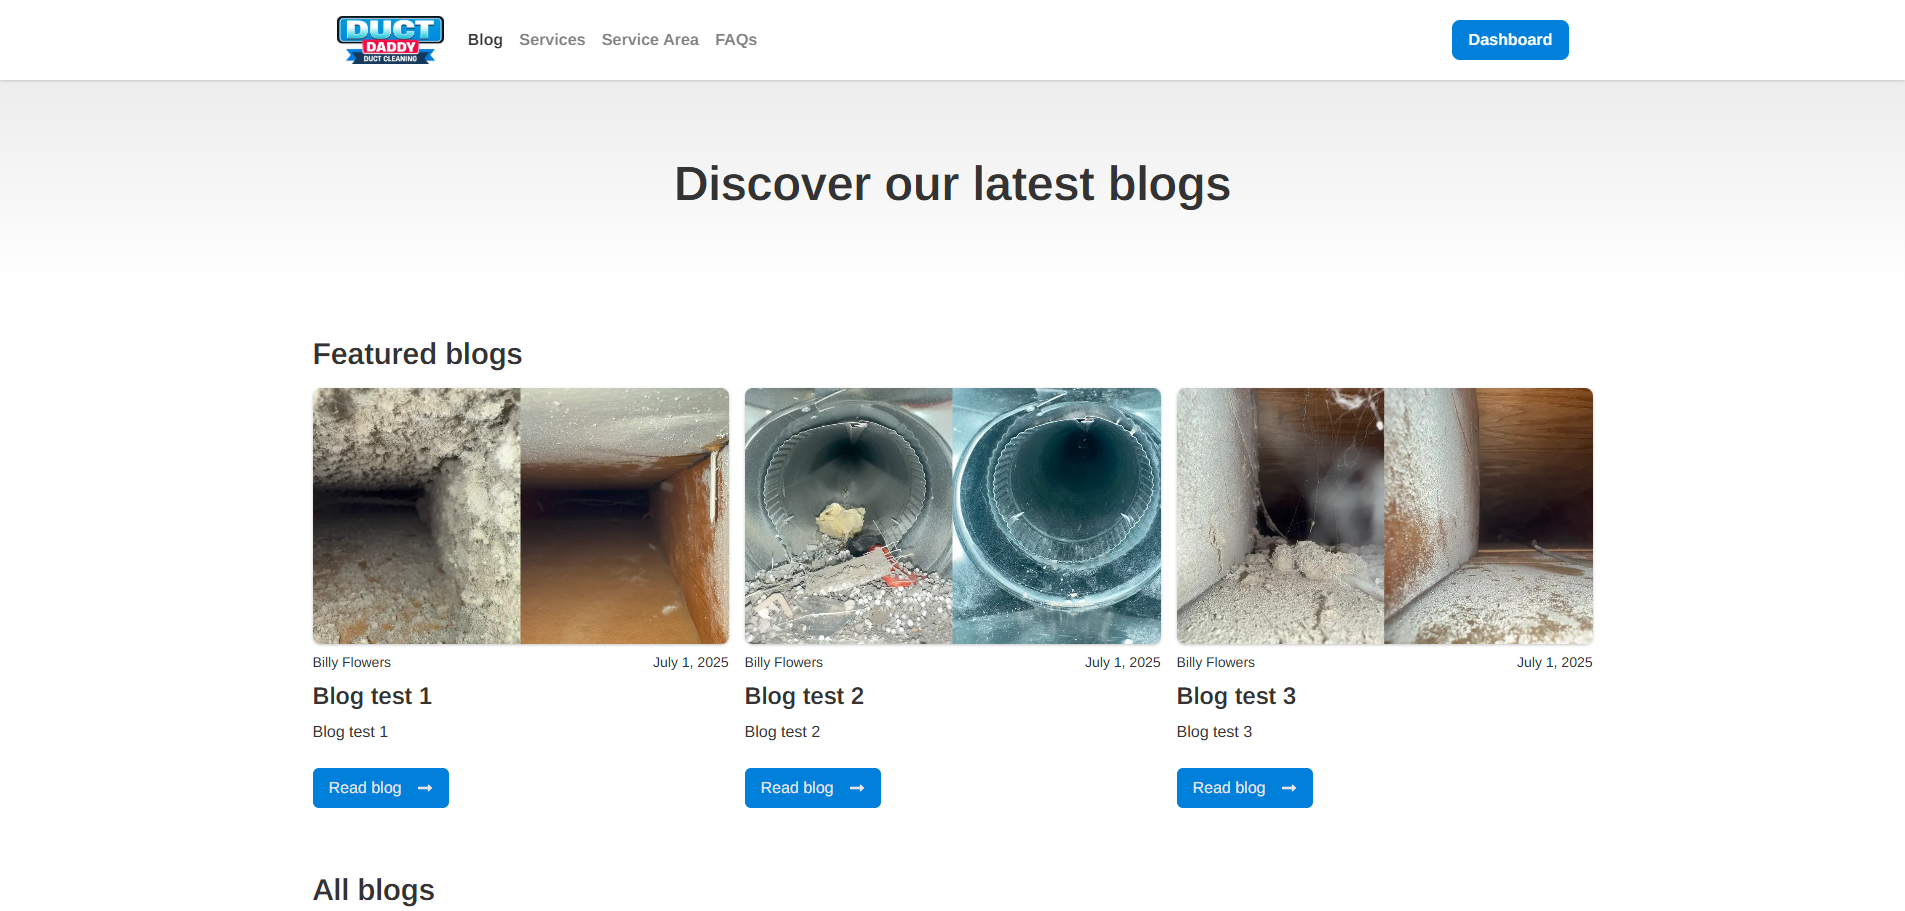 DUCT
DADDY
DUCT CLEANING
Blog Services Service Area FAQs Dashboard
Discover our latest blogs
Featured blogs
Billy Flowers July 1, 2025
Blog test 1
Blog test 1
Read blog
Billy Flowers July 1, 2025
Blog test 2
Blog test 2
Read blog
Billy Flowers July 1, 2025
Blog test 3
Blog test 3
Read blog
All blogs